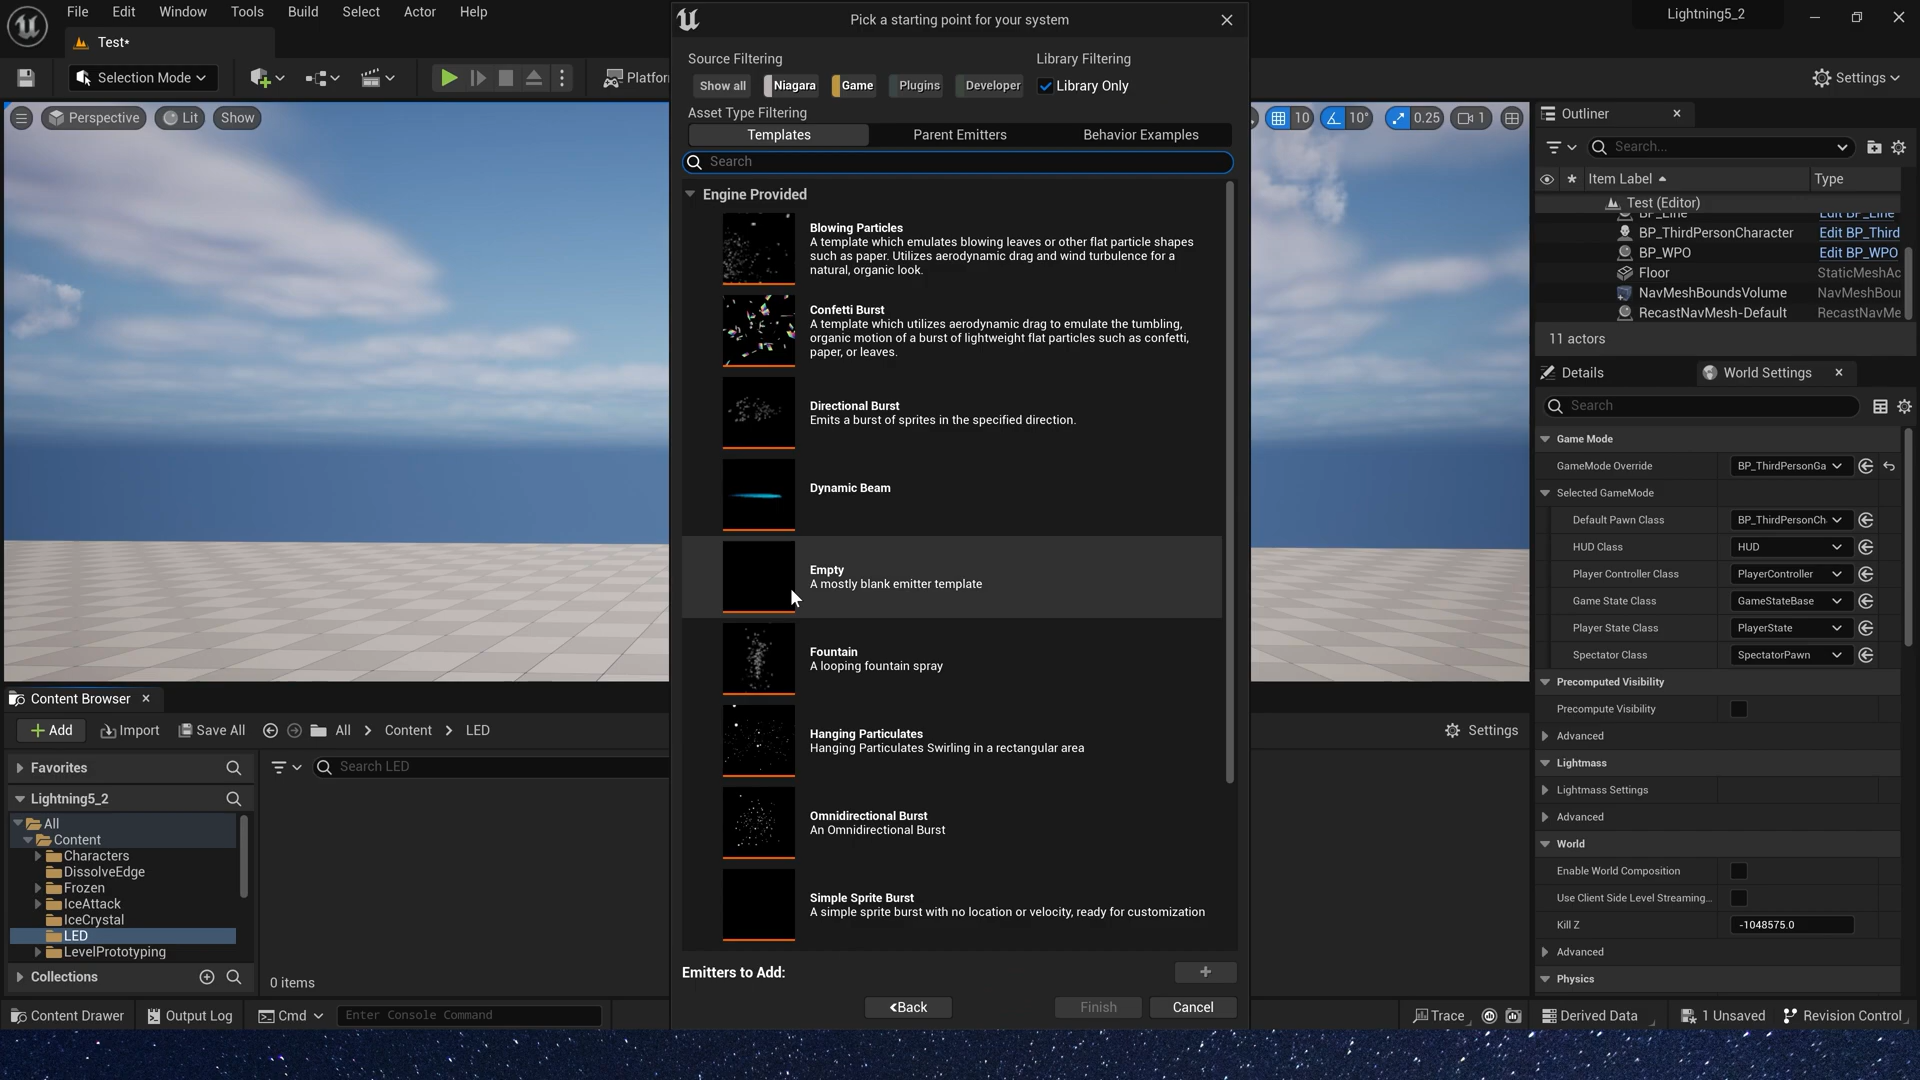 File Edit Window Tools Build Select Actor Help
Pick a starting point for your system
Lightning5_2
Test*
Selection Mode
Platfor
Settings
Perspective
Lit
Show
10
10°
0.25
1
Source Filtering
Library Filtering
Show all
Niagara
Game
Plugins
Developer
Library Only
Asset Type Filtering
Templates
Parent Emitters
Behavior Examples
Search
Engine Provided
Blowing Particles
A template which emulates blowing leaves or other flat particle shapes
such as paper. Utilizes aerodynamic drag and wind turbulence for a
natural, organic look.
Confetti Burst
A template which utilizes aerodynamic drag to emulate the tumbling,
organic motion of a burst of lightweight flat particles such as confetti,
paper, or leaves.
Directional Burst
Emits a burst of sprites in the specified direction.
Dynamic Beam
Empty
A mostly blank emitter template
Fountain
A looping fountain spray
Hanging Particulates
Hanging Particulates Swirling in a rectangular area
Omnidirectional Burst
An Omnidirectional Burst
Simple Sprite Burst
A simple sprite burst with no location or velocity, ready for customization
Emitters to Add:
<Back
Finish
Cancel
Outliner
Search...
Item Label
Type
Test (Editor)
BP_Line Edit BP_Line
BP_ThirdPersonCharacter Edit BP_Third
BP_WPO Edit BP_WPO
Floor StaticMeshAc
NavMeshBoundsVolume NavMeshBoun
RecastNavMesh-Default RecastNavMe
11 actors
Details
World Settings
Search
Game Mode
GameMode Override BP_ThirdPersonGa
Selected GameMode
Default Pawn Class BP_ThirdPersonCh
HUD Class HUD
Player Controller Class PlayerController
Game State Class GameStateBase
Player State Class PlayerState
Spectator Class SpectatorPawn
Precomputed Visibility
Precompute Visibility
Advanced
Lightmass
Lightmass Settings
Advanced
World
Enable World Composition
Use Client Side Level Streaming...
Kill Z -1048575.0
Advanced
Physics
Content Browser
Add
Import
Save All
All
Content
LED
Settings
Favorites
Search LED
Lightning5_2
All
Content
Characters
DissolveEdge
Frozen
IceAttack
IceCrystal
LED
LevelPrototyping
Collections
0 items
Content Drawer
Output Log
Cmd
Enter Console Command
Trace
Derived Data
1 Unsaved
Revision Control